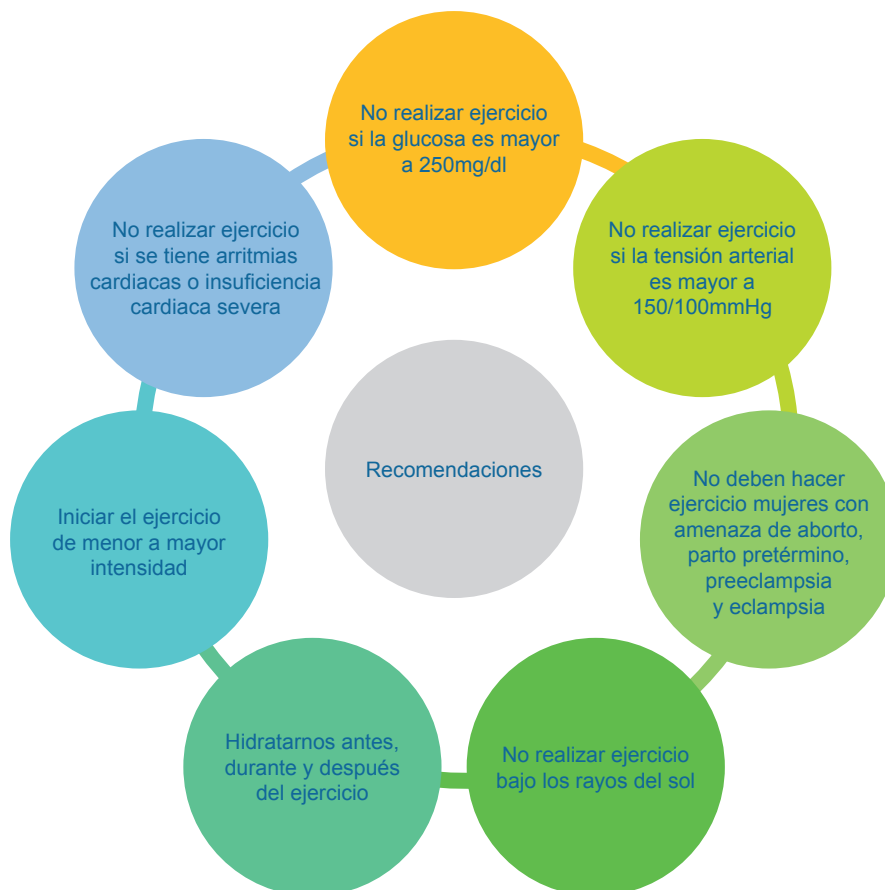 No realizar ejercicio
si la glucosa es mayor
a 250mg/dl
No realizar ejercicio
si la tensión arterial
es mayor a
150/100mmHg
No deben hacer
ejercicio mujeres con
amenaza de aborto,
parto pretérmino,
preeclampsia
y eclampsia
No realizar ejercicio
bajo los rayos del sol
Hidratarnos antes,
durante y después
del ejercicio
Iniciar el ejercicio
de menor a mayor
intensidad
No realizar ejercicio
si se tiene arritmias
cardiacas o insuficiencia
cardiaca severa
Recomendaciones